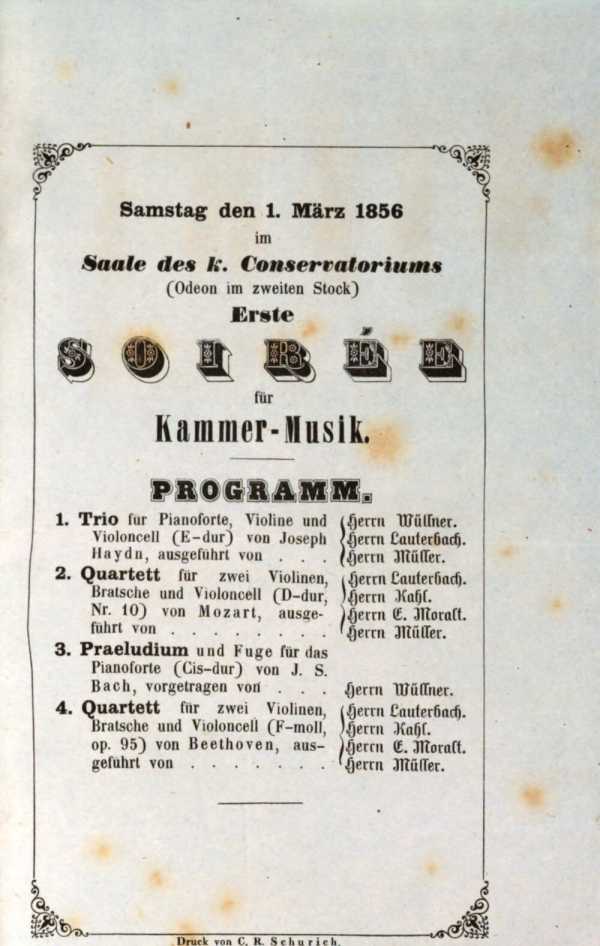 Samstag den 1. März 1856
im
Saale des k. Conservatoriums
(Odeon im zweiten Stock)
Erste
SOIRÉE
für
Kammer-Musik.
PROGRAMM.
1. Trio für Pianoforte, Violine und Herrn Wüllner.
Violoncell (E-dur) von Joseph Herrn Lauterbach.
Haydn, ausgeführt von . . . Herrn Müller.
2. Quartett für zwei Violinen, Herrn Lauterbach.
Bratsche und Violoncell (D-dur, Herrn Kahl.
Nr. 10) von Mozart, ausge- Herrn E. Moralt.
führt von . . . . . . . . Herrn Müller.
3. Praeludium und Fuge für das
Pianoforte (Cis-dur) von J. S.
Bach, vorgetragen von . . . Herrn Wüllner.
4. Quartett für zwei Violinen, Herrn Lauterbach.
Bratsche und Violoncell (F-moll, Herrn Kahl.
op. 95) von Beethoven, aus- Herrn E. Moralt.
geführt von . . . . . . . Herrn Müller.
Druck von C. R. Schurich.